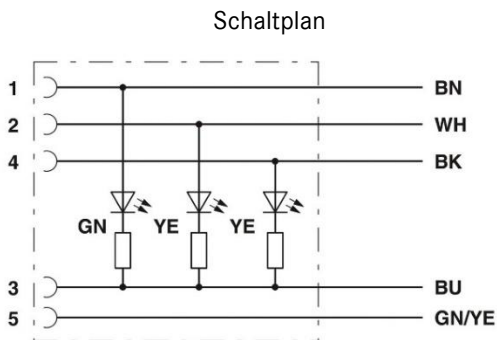 Schaltplan
1 BN
2 WH
4 BK
GN YE YE
3 BU
5 GN/YE